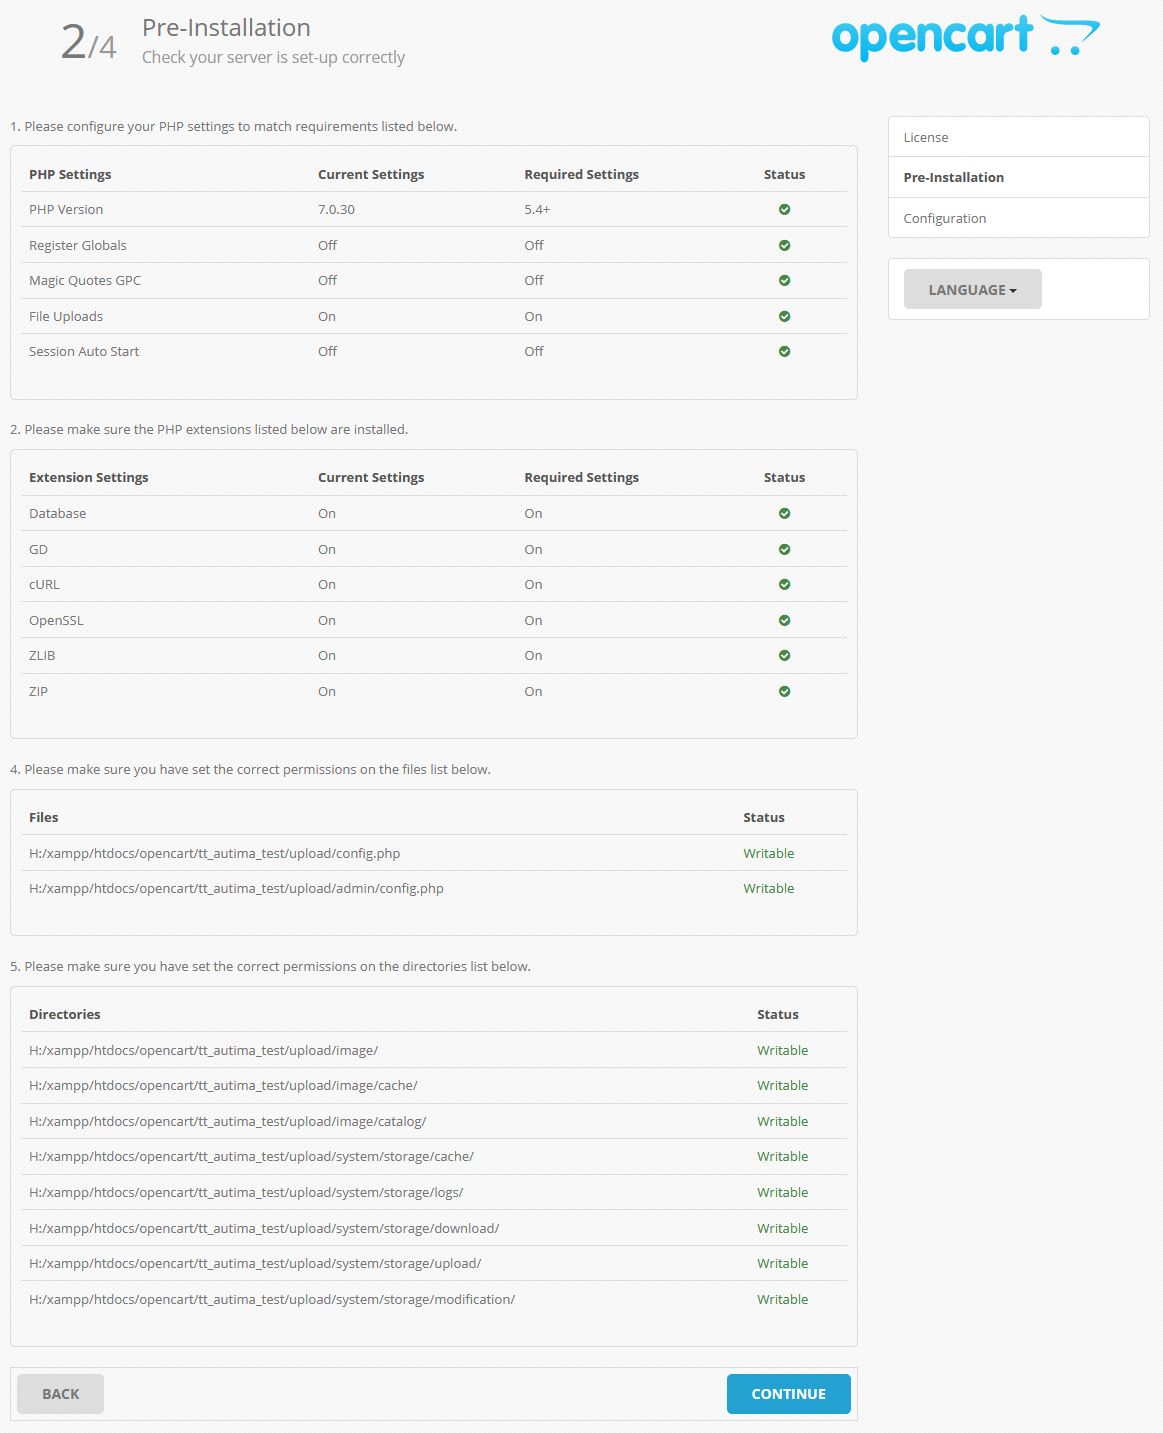 2/4
Pre-Installation
Check your server is set-up correctly
opencart
1. Please configure your PHP settings to match requirements listed below.
PHP Settings Current Settings Required Settings Status
PHP Version 7.0.30 5.4+
Register Globals Off Off
Magic Quotes GPC Off Off
File Uploads On On
Session Auto Start Off Off
License
Pre-Installation
Configuration
LANGUAGE
2. Please make sure the PHP extensions listed below are installed.
Extension Settings Current Settings Required Settings Status
Database On On
GD On On
cURL On On
OpenSSL On On
ZLIB On On
ZIP On On
4. Please make sure you have set the correct permissions on the files list below.
Files Status
H:/xampp/htdocs/opencart/tt_autima_test/upload/config.php Writable
H:/xampp/htdocs/opencart/tt_autima_test/upload/admin/config.php Writable
5. Please make sure you have set the correct permissions on the directories list below.
Directories Status
H:/xampp/htdocs/opencart/tt_autima_test/upload/image/ Writable
H:/xampp/htdocs/opencart/tt_autima_test/upload/image/cache/ Writable
H:/xampp/htdocs/opencart/tt_autima_test/upload/image/catalog/ Writable
H:/xampp/htdocs/opencart/tt_autima_test/upload/system/storage/cache/ Writable
H:/xampp/htdocs/opencart/tt_autima_test/upload/system/storage/logs/ Writable
H:/xampp/htdocs/opencart/tt_autima_test/upload/system/storage/download/ Writable
H:/xampp/htdocs/opencart/tt_autima_test/upload/system/storage/upload/ Writable
H:/xampp/htdocs/opencart/tt_autima_test/upload/system/storage/modification/ Writable
BACK CONTINUE